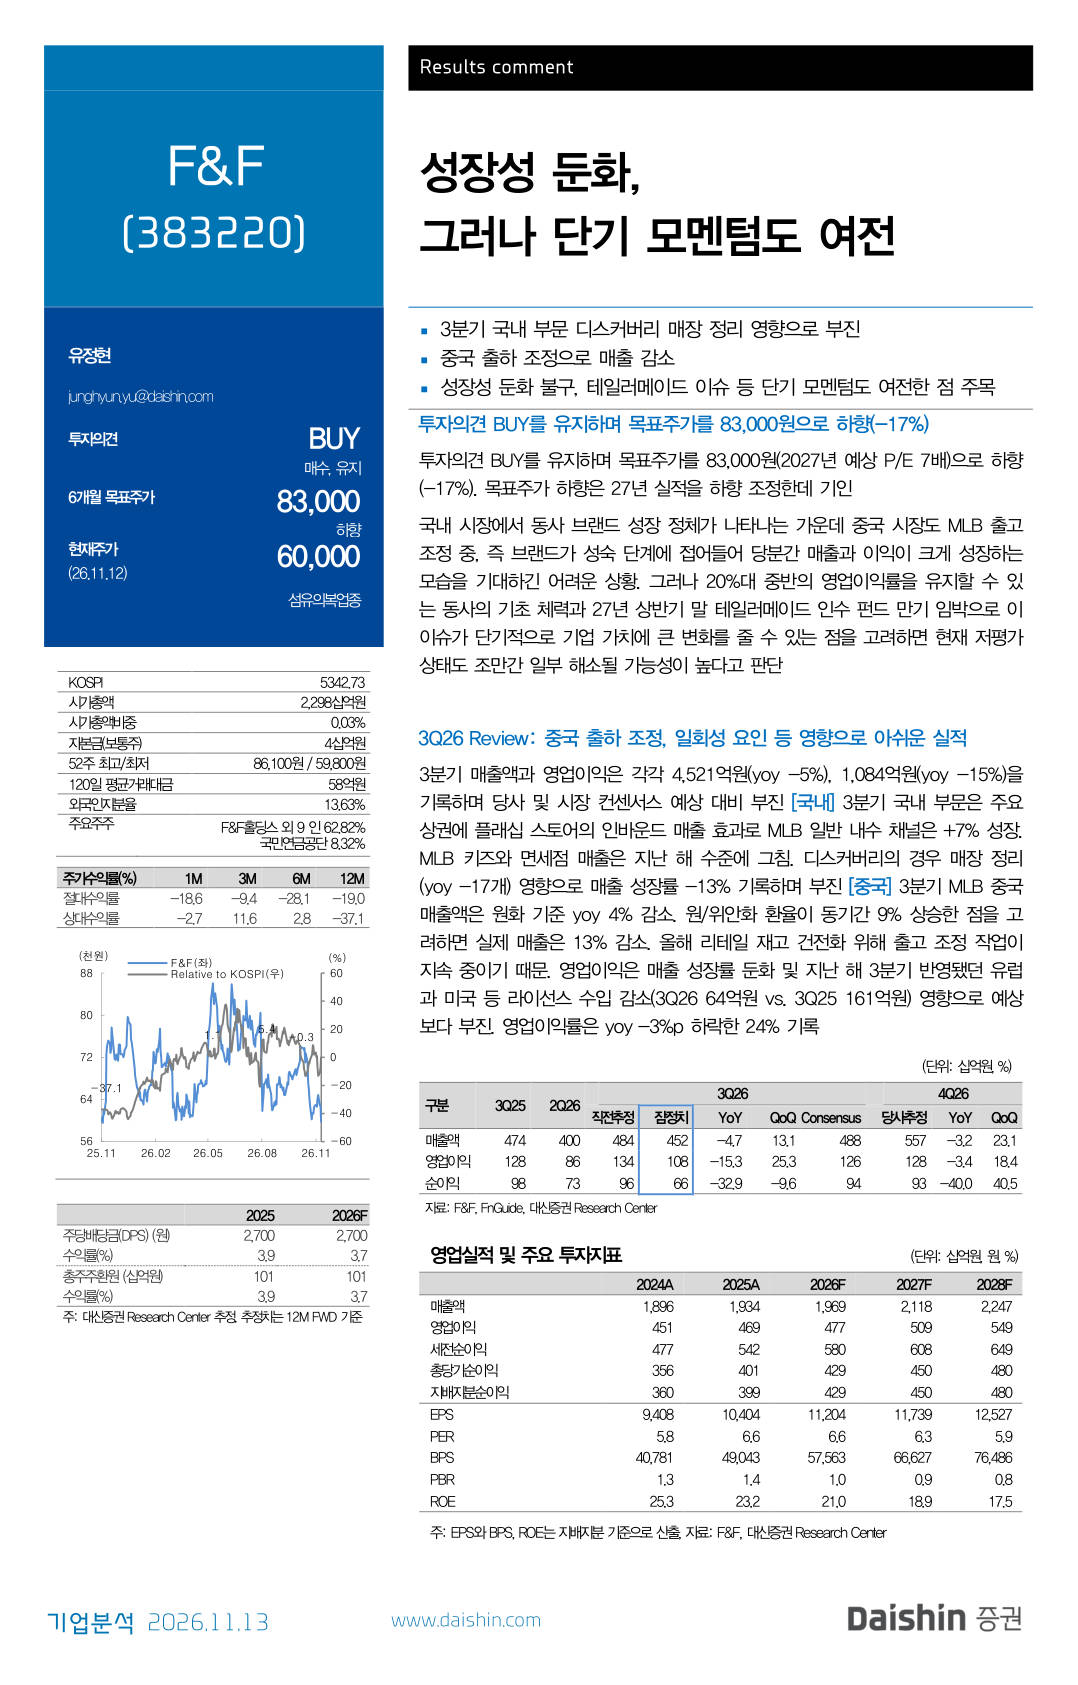 Results comment
F&F
(383220)
성장성 둔화,
그러나 단기 모멘텀도 여전
유정현
junghyun.yu@daishin.com
투자의견 BUY
매수, 유지
6개월 목표주가 83,000
하향
현재주가 60,000
(26.11.12)
섬유의복업종
KOSPI 5342.73
시가총액 2,298십억원
시가총액비중 0.03%
자본금(보통주) 4십억원
52주 최고/최저 86,100원 / 59,800원
120일 평균거래대금 58억원
외국인지분율 13.63%
주요주주 F&F홀딩스 외 9 인 62.82%
국민연금공단 8.32%
주가수익률(%) 1M 3M 6M 12M
절대수익률 -18.6 -9.4 -28.1 -19.0
상대수익률 -2.7 11.6 2.8 -37.1
(천원) (%)
F&F(좌)
Relative to KOSPI(우)
88 60
40
80 20
72 0
-20
64 -40
56 -60
-37.1 1.1 5.4 -0.3
25.11 26.02 26.05 26.08 26.11
2025 2026F
주당배당금(DPS) (원) 2,700 2,700
수익률(%) 3.9 3.7
총주주환원 (십억원) 101 101
수익률(%) 3.9 3.7
주: 대신증권 Research Center 추정, 추정치는 12M FWD 기준
▪ 3분기 국내 부문 디스커버리 매장 정리 영향으로 부진
▪ 중국 출하 조정으로 매출 감소
▪ 성장성 둔화 불구, 테일러메이드 이슈 등 단기 모멘텀도 여전한 점 주목
투자의견 BUY를 유지하며 목표주가를 83,000원으로 하향(-17%)
투자의견 BUY를 유지하며 목표주가를 83,000원(2027년 예상 P/E 7배)으로 하향
(-17%). 목표주가 하향은 27년 실적을 하향 조정한데 기인
국내 시장에서 동사 브랜드 성장 정체가 나타나는 가운데 중국 시장도 MLB 출고
조정 중, 즉 브랜드가 성숙 단계에 접어들어 당분간 매출과 이익이 크게 성장하는
모습을 기대하긴 어려운 상황. 그러나 20%대 중반의 영업이익률을 유지할 수 있
는 동사의 기초 체력과 27년 상반기 말 테일러메이드 인수 펀드 만기 임박으로 이
이슈가 단기적으로 기업 가치에 큰 변화를 줄 수 있는 점을 고려하면 현재 저평가
상태도 조만간 일부 해소될 가능성이 높다고 판단
3Q26 Review: 중국 출하 조정, 일회성 요인 등 영향으로 아쉬운 실적
3분기 매출액과 영업이익은 각각 4,521억원(yoy -5%), 1,084억원(yoy -15%)을
기록하며 당사 및 시장 컨센서스 예상 대비 부진 [국내] 3분기 국내 부문은 주요
상권에 플래십 스토어의 인바운드 매출 효과로 MLB 일반 내수 채널은 +7% 성장.
MLB 키즈와 면세점 매출은 지난 해 수준에 그침. 디스커버리의 경우 매장 정리
(yoy -17개) 영향으로 매출 성장률 -13% 기록하며 부진 [중국] 3분기 MLB 중국
매출액은 원화 기준 yoy 4% 감소. 원/위안화 환율이 동기간 9% 상승한 점을 고
려하면 실제 매출은 13% 감소. 올해 리테일 재고 건전화 위해 출고 조정 작업이
지속 중이기 때문. 영업이익은 매출 성장률 둔화 및 지난 해 3분기 반영됐던 유럽
과 미국 등 라이선스 수입 감소(3Q26 64억원 vs. 3Q25 161억원) 영향으로 예상
보다 부진. 영업이익률은 yoy -3%p 하락한 24% 기록
(단위: 십억원, %)
구분 3Q25 2Q26 3Q26 4Q26
직전추정 잠정치 YoY QoQ Consensus 당사추정 YoY QoQ
매출액 474 400 484 452 -4.7 13.1 488 557 -3.2 23.1
영업이익 128 86 134 108 -15.3 25.3 126 128 -3.4 18.4
순이익 98 73 96 66 -32.9 -9.6 94 93 -40.0 40.5
자료: F&F, FnGuide, 대신증권 Research Center
영업실적 및 주요 투자지표 (단위: 십억원, 원, %)
2024A 2025A 2026F 2027F 2028F
매출액 1,896 1,934 1,969 2,118 2,247
영업이익 451 469 477 509 549
세전순이익 477 542 580 608 649
총당기순이익 356 401 429 450 480
지배지분순이익 360 399 429 450 480
EPS 9,408 10,404 11,204 11,739 12,527
PER 5.8 6.6 6.6 6.3 5.9
BPS 40,781 49,043 57,563 66,627 76,486
PBR 1.3 1.4 1.0 0.9 0.8
ROE 25.3 23.2 21.0 18.9 17.5
주: EPS와 BPS, ROE는 지배지분 기준으로 산출, 자료: F&F, 대신증권 Research Center
기업분석 2026.11.13
www.daishin.com
Daishin 증권